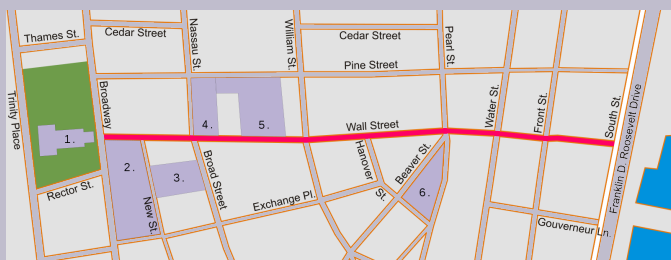 Thames St.
Cedar Street
Nassau St.
William St.
Cedar Street
Pearl St.
Pine Street
Trinity Place
Broadway
Water St.
Front St.
South St.
Franklin D. Roosevelt Drive
1.
4.
5.
Wall Street
2.
3.
Broad Street
Hanover St.
Beaver St.
6.
Rector St.
New St.
Exchange Pl.
Gouverneur Ln.